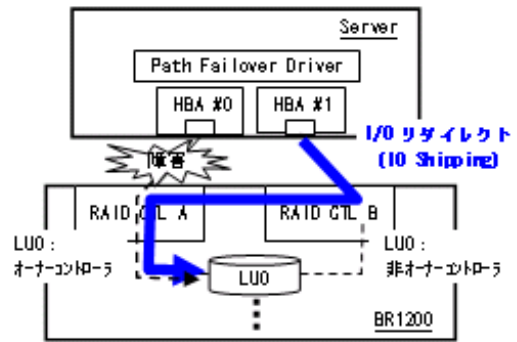 Server
Path Failover Driver
HBA #0
HBA #1
I/O リダイレクト
(IO Shipping)
障害
RAID CTL A
RAID CTL B
LU0 :
オーナーコントローラ
LU0 :
非オーナーコントローラ
LU0
BR1200